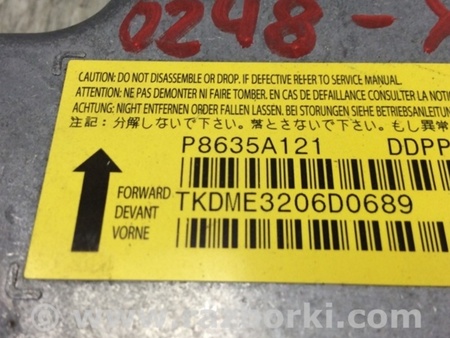 0248-
CAUTION: DO NOT DISASSEMBLE OR DROP. IF DEFECTIVE REFER TO SERVICE MANUAL.
ATTENTION: NE PAS DEMONTER NI FAIRE TOMBER. EN CAS DE DEFAILLANCE CONSULTER LA NOTI
ACHTUNG: NIGHT ENTFERNEN ORDER FALLEN LASSEN. BEI STORUNGEN SIEHE BETRIEBSANLEITUN
注記:分解しないで下さい。落とさないで下さい。もし異常
P8635A121 DDPP
FORWARD TKDME3206D0689
DEVANT
VORNE